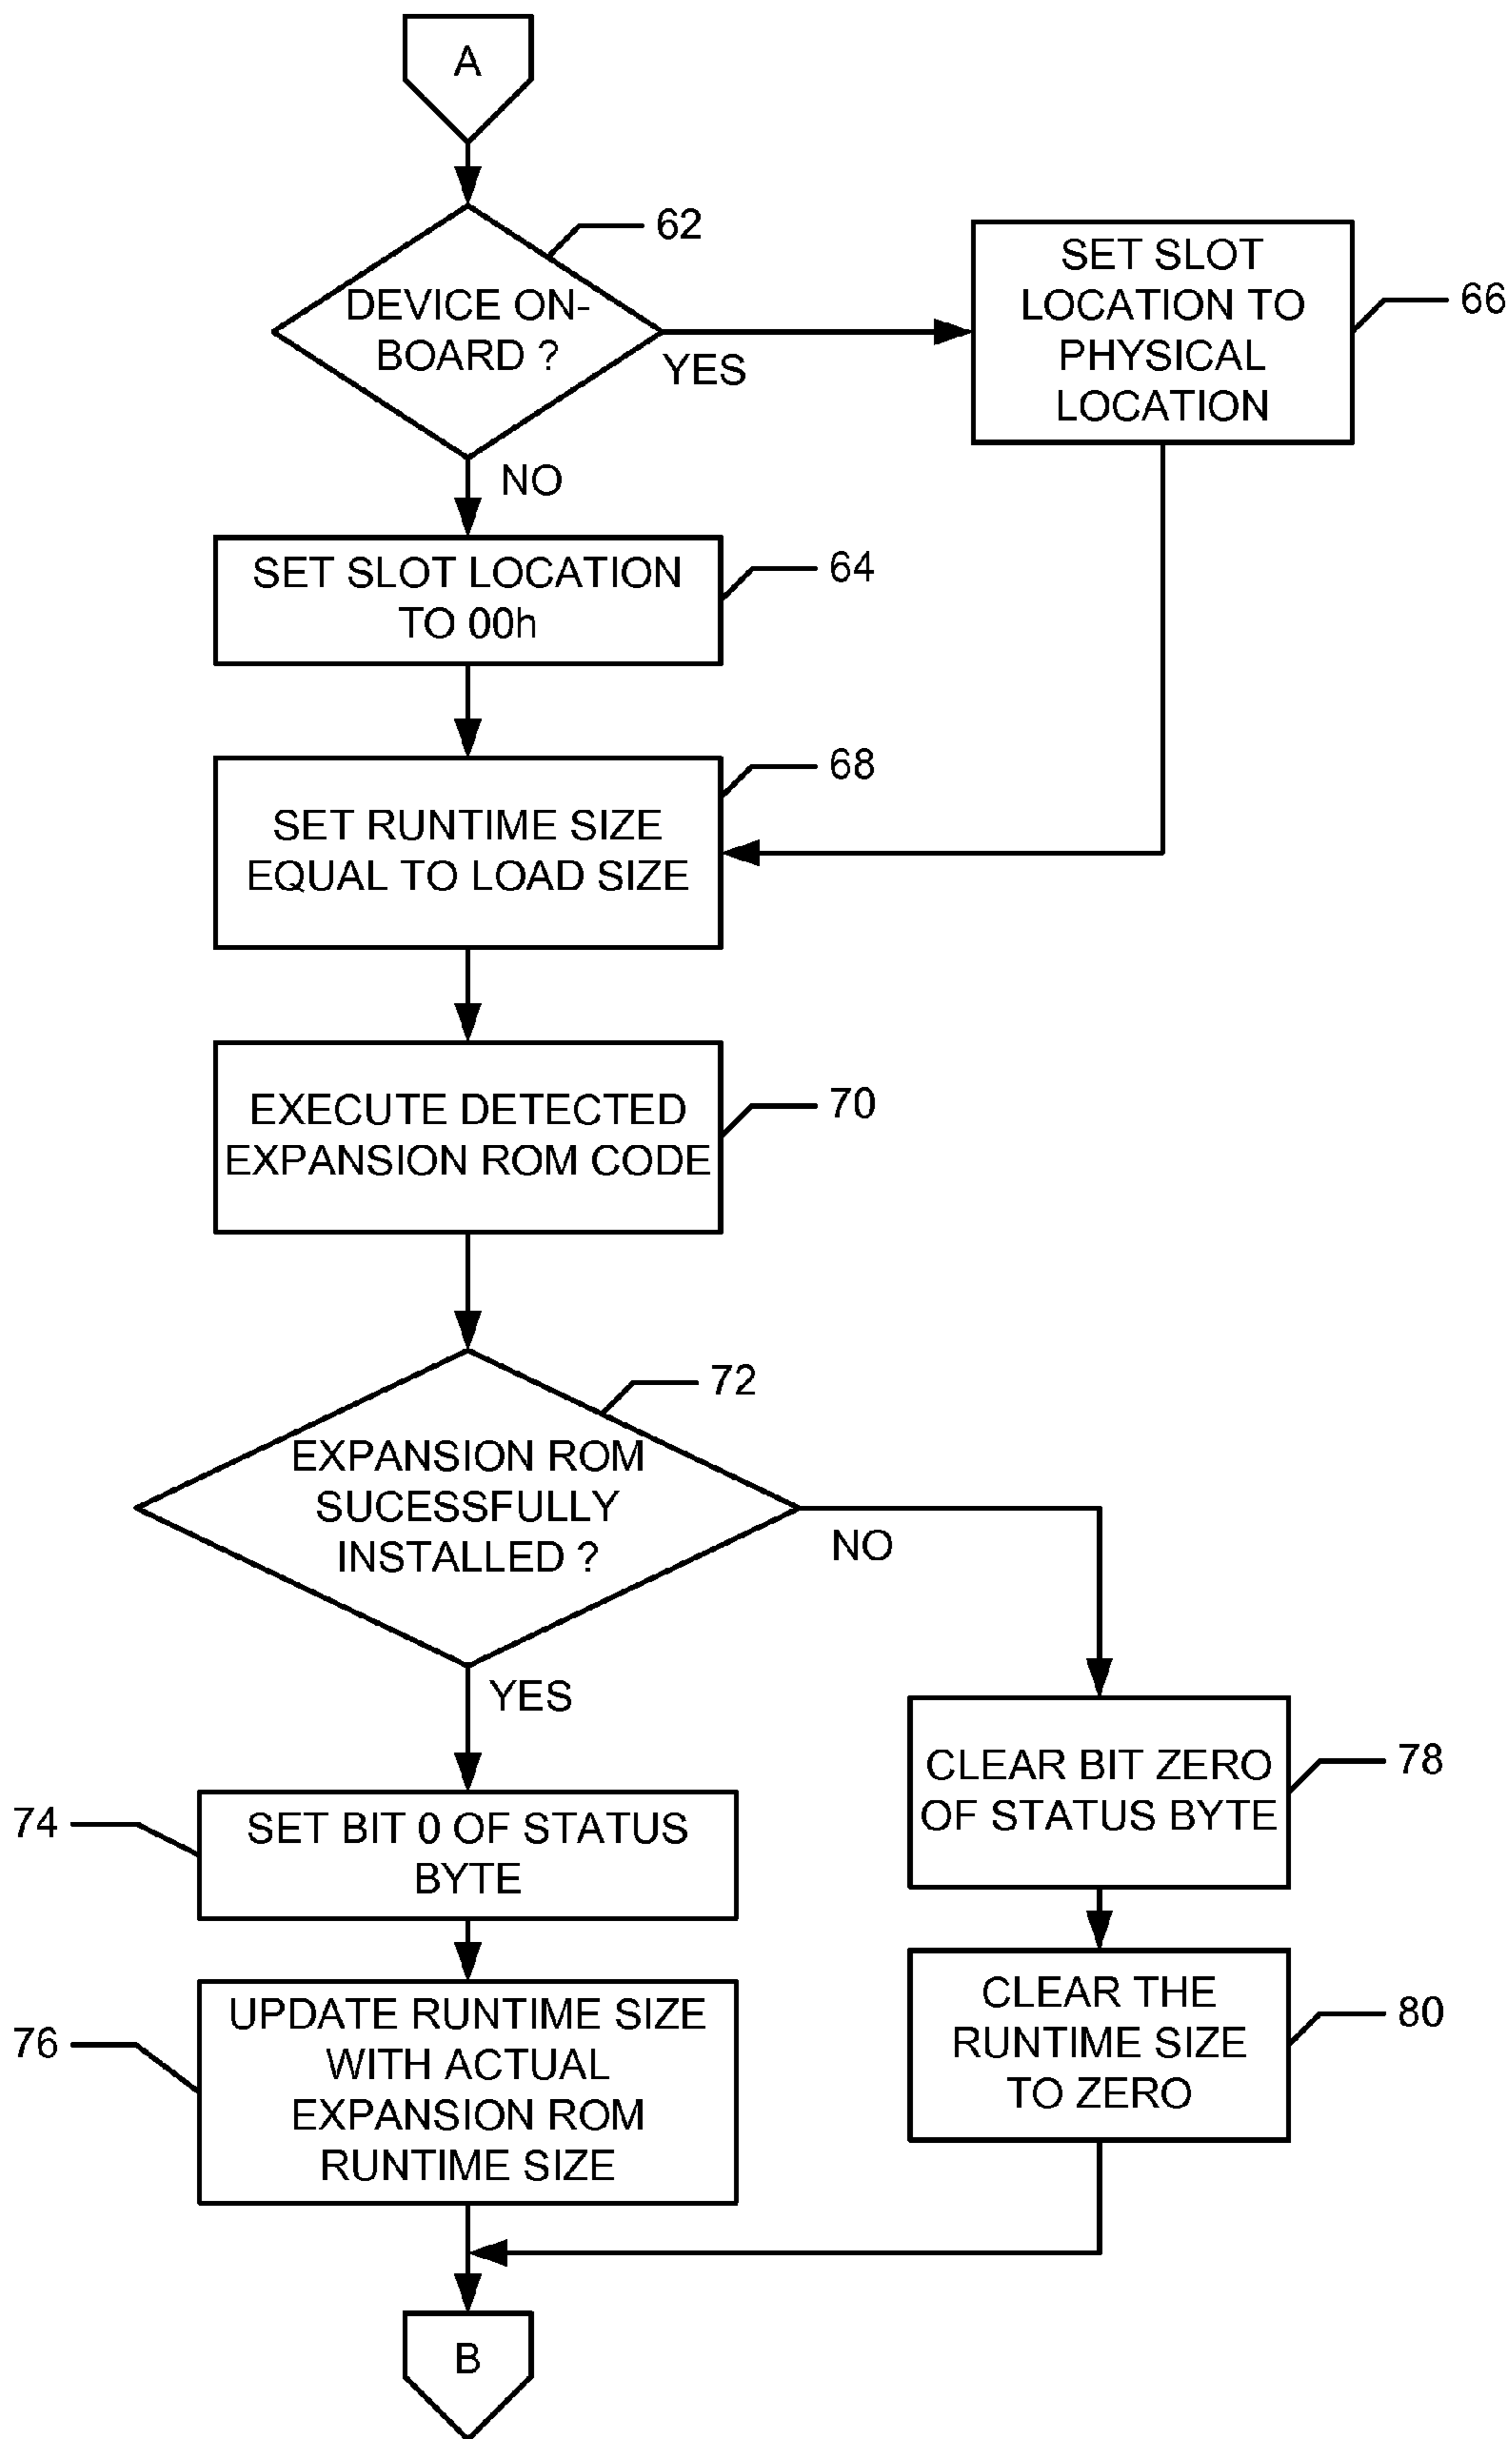 A
62
DEVICE ON-
BOARD ?
YES
NO
SET SLOT
LOCATION TO
PHYSICAL
LOCATION
66
SET SLOT LOCATION
TO 00h
64
SET RUNTIME SIZE
EQUAL TO LOAD SIZE
68
EXECUTE DETECTED
EXPANSION ROM CODE
70
72
EXPANSION ROM
SUCESSFULLY
INSTALLED ?
NO
YES
74
SET BIT 0 OF STATUS
BYTE
CLEAR BIT ZERO
OF STATUS BYTE
78
76
UPDATE RUNTIME SIZE
WITH ACTUAL
EXPANSION ROM
RUNTIME SIZE
CLEAR THE
RUNTIME SIZE
TO ZERO
80
B